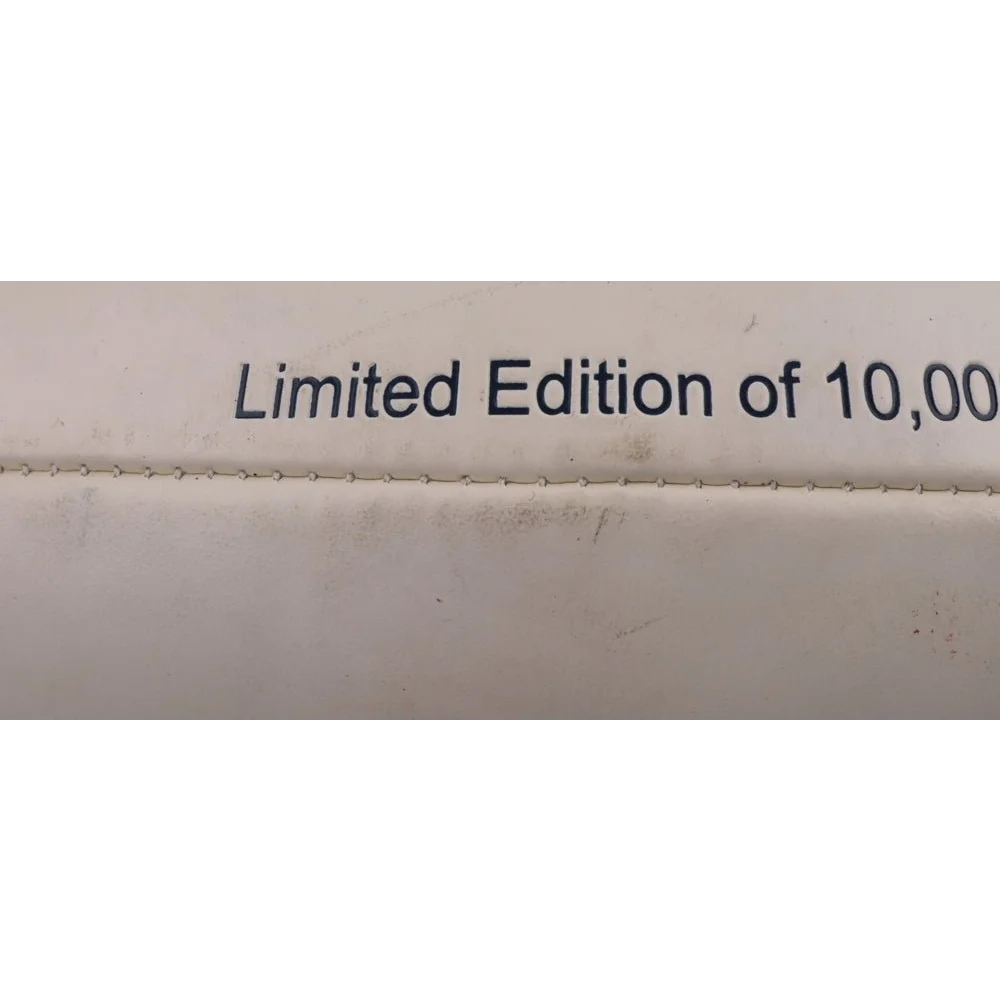 Limited Edition of 10,00